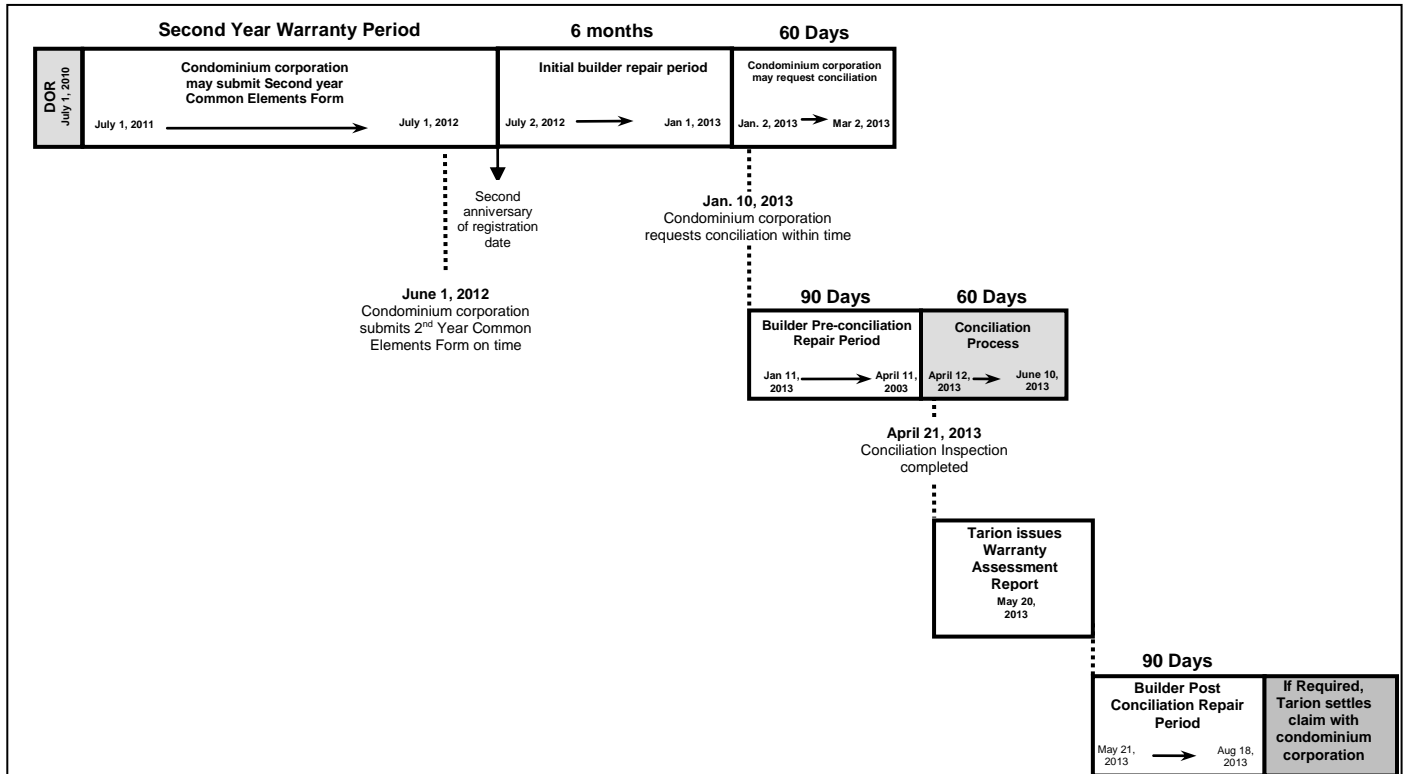 Second Year Warranty Period
6 months
60 Days
DOR
July 1, 2010
Condominium corporation
may submit Second year
Common Elements Form
July 1, 2011
July 1, 2012
Initial builder repair period
July 2, 2012
Jan 1, 2013
Condominium corporation
may request conciliation
Jan. 2, 2013
Mar 2, 2013
Second
anniversary
of registration
date
Jan. 10, 2013
Condominium corporation
requests conciliation within time
June 1, 2012
Condominium corporation
submits 2nd Year Common
Elements Form on time
90 Days
60 Days
Builder Pre-conciliation
Repair Period
Jan 11,
2013
April 11,
2003
Conciliation
Process
April 12,
2013
June 10,
2013
April 21, 2013
Conciliation Inspection
completed
Tarion issues
Warranty
Assessment
Report
May 20,
2013
90 Days
Builder Post
Conciliation Repair
Period
May 21,
2013
Aug 18,
2013
If Required,
Tarion settles
claim with
condominium
corporation